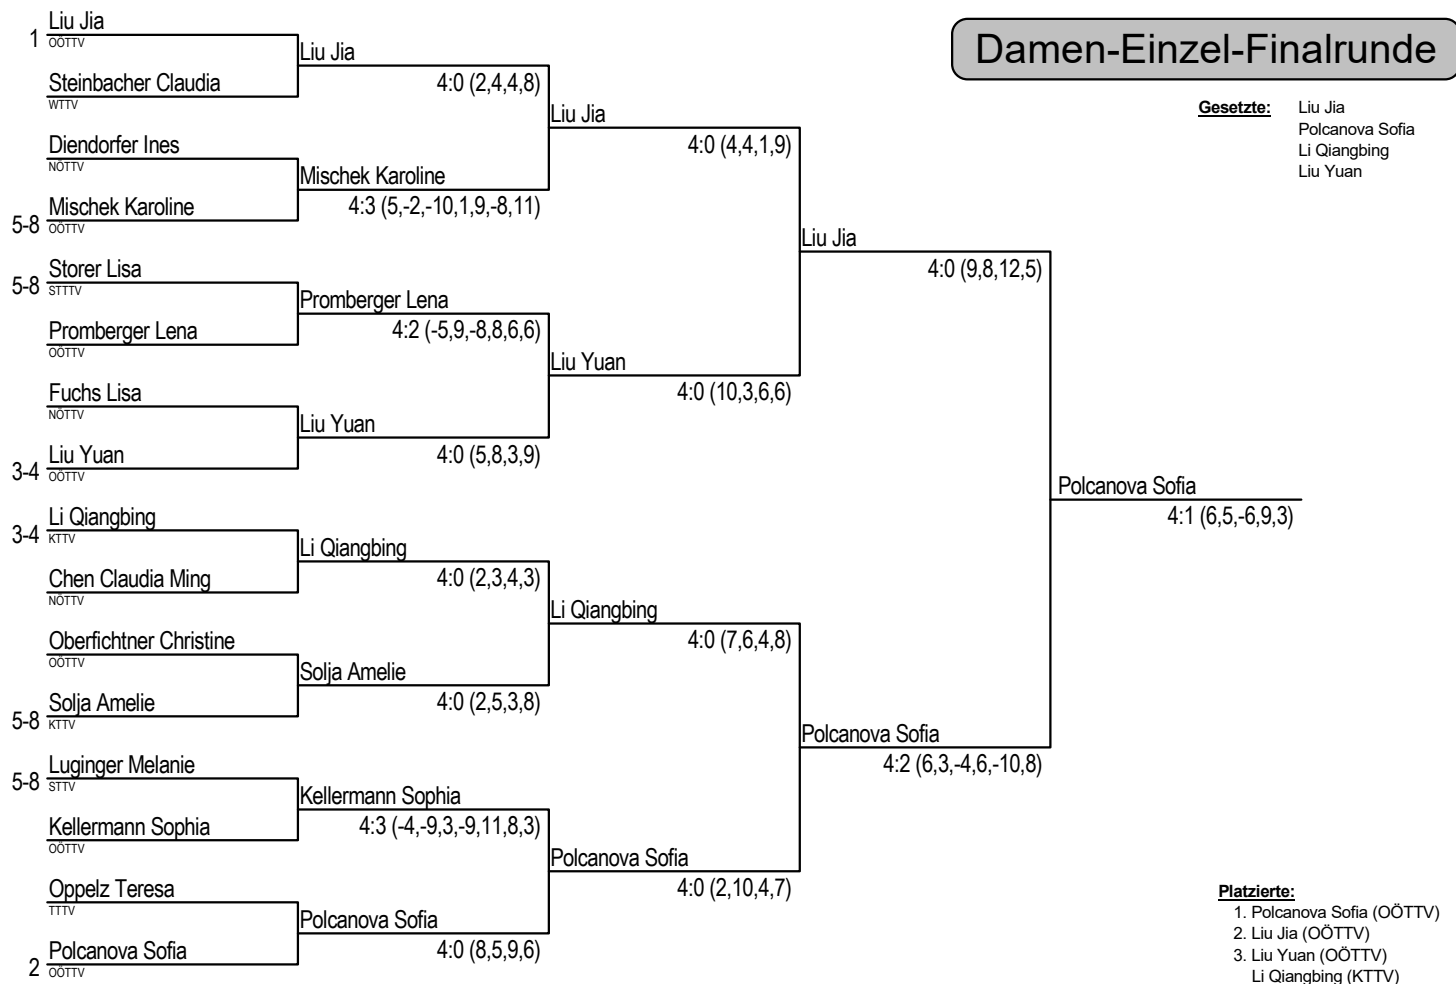 Damen-Einzel-Finalrunde
Gesetzte: Liu Jia
Polcanova Sofia
Li Qiangbing
Liu Yuan
1 Liu Jia
OÖTTV
Steinbacher Claudia
WTTV
Diendorfer Ines
NÖTTV
5-8 Mischek Karoline
OÖTTV
5-8 Storer Lisa
STTTV
Promberger Lena
OÖTTV
Fuchs Lisa
NÖTTV
3-4 Liu Yuan
OÖTTV
3-4 Li Qiangbing
KTTV
Chen Claudia Ming
NÖTTV
Oberfichtner Christine
OÖTTV
5-8 Solja Amelie
KTTV
5-8 Luginger Melanie
STTV
Kellermann Sophia
OÖTTV
Oppelz Teresa
TTTV
2 Polcanova Sofia
OÖTTV
Liu Jia
4:0 (2,4,4,8)
Mischek Karoline
4:3 (5,-2,-10,1,9,-8,11)
Promberger Lena
4:2 (-5,9,-8,8,6,6)
Liu Yuan
4:0 (5,8,3,9)
Li Qiangbing
4:0 (2,3,4,3)
Solja Amelie
4:0 (2,5,3,8)
Kellermann Sophia
4:3 (-4,-9,3,-9,11,8,3)
Polcanova Sofia
4:0 (8,5,9,6)
Liu Jia
4:0 (4,4,1,9)
Liu Yuan
4:0 (10,3,6,6)
Li Qiangbing
4:0 (7,6,4,8)
Polcanova Sofia
4:0 (2,10,4,7)
Liu Jia
4:0 (9,8,12,5)
Polcanova Sofia
4:2 (6,3,-4,6,-10,8)
Polcanova Sofia
4:1 (6,5,-6,9,3)
Platzierte:
1. Polcanova Sofia (OÖTTV)
2. Liu Jia (OÖTTV)
3. Liu Yuan (OÖTTV)
Li Qiangbing (KTTV)